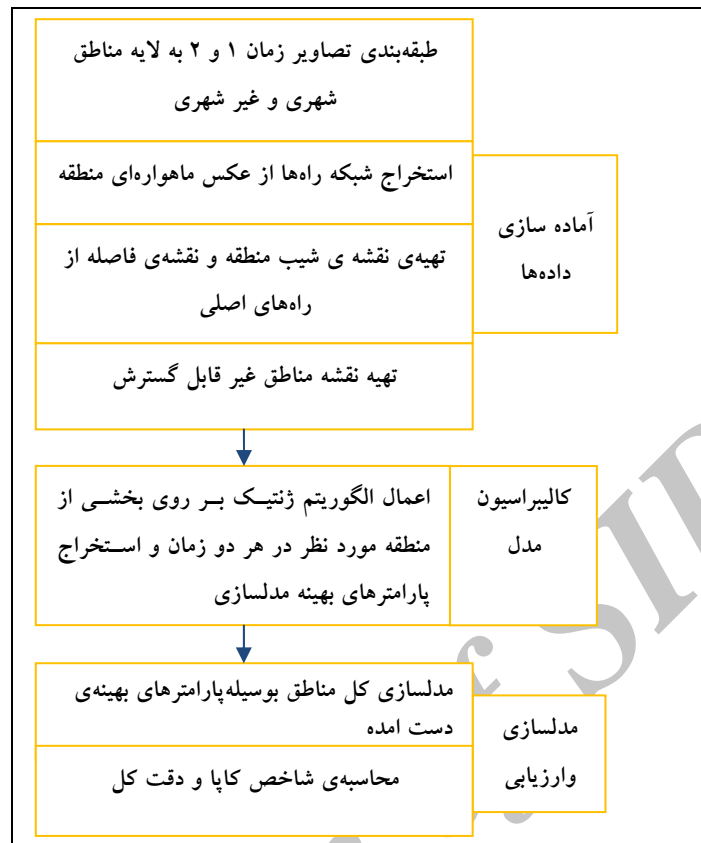 طبقه‌بندی تصاویر زمان ۱ و ۲ به لایه مناطق
شهری و غیر شهری
استخراج شبکه راه‌ها از عکس ماهواره‌ای منطقه
تهیه‌ی نقشه ی شیب منطقه و نقشه‌ی فاصله از
راه‌های اصلی
تهیه نقشه مناطق غیر قابل گسترش
آماده سازی
داده‌ها
کالیبراسیون
مدل
اعمال الگوریتم ژنتیک بر روی بخشی از
منطقه مورد نظر در هر دو زمان و استخراج
پارامترهای بهینه مدلسازی
مدلسازی کل مناطق بوسیله‌پارامترهای بهینه‌ی
دست امده
محاسبه‌ی شاخص کاپا و دقت کل
مدلسازی
وارزیابی
of SID